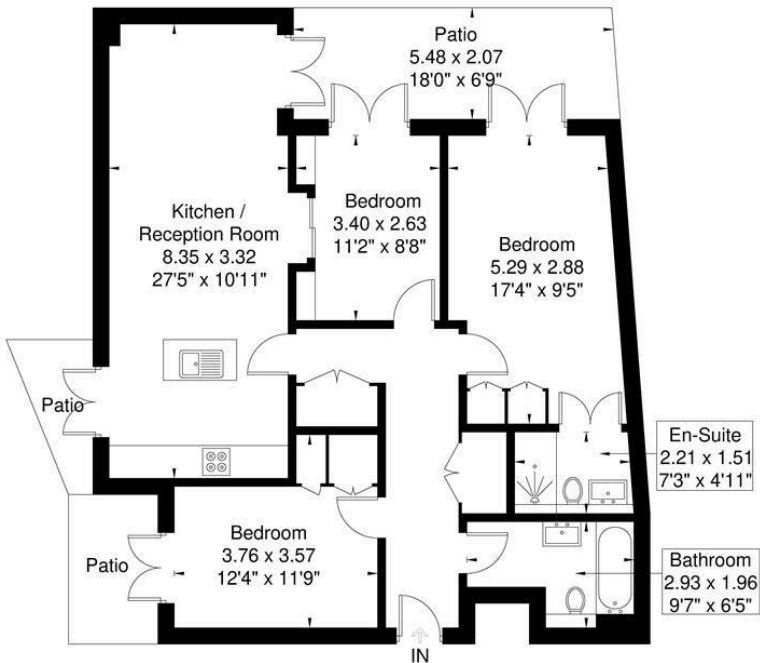 Patio
5.48 x 2.07
18'0" x 6'9"
Kitchen /
Reception Room
8.35 x 3.32
27'5" x 10'11"
Bedroom
3.40 x 2.63
11'2" x 8'8"
Bedroom
5.29 x 2.88
17'4" x 9'5"
Patio
En-Suite
2.21 x 1.51
7'3" x 4'11"
Patio
Bedroom
3.76 x 3.57
12'4" x 11'9"
Bathroom
2.93 x 1.96
9'7" x 6'5"
IN